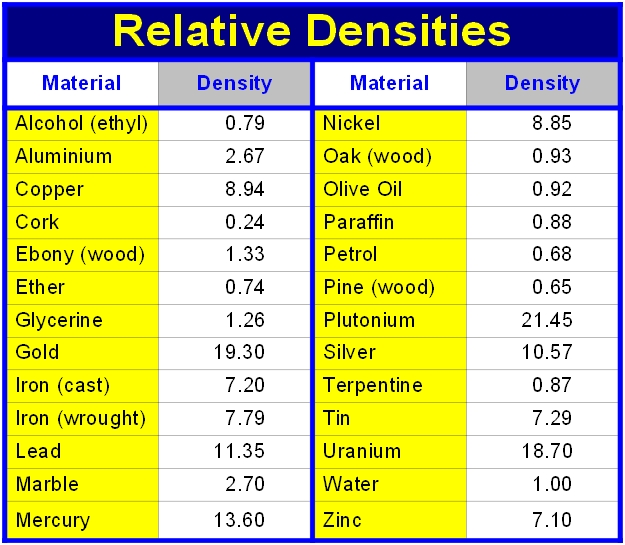 Relative Densities
Material Density Material Density
Alcohol (ethyl) 0.79 Nickel 8.85
Aluminium 2.67 Oak (wood) 0.93
Copper 8.94 Olive Oil 0.92
Cork 0.24 Paraffin 0.88
Ebony (wood) 1.33 Petrol 0.68
Ether 0.74 Pine (wood) 0.65
Glycerine 1.26 Plutonium 21.45
Gold 19.30 Silver 10.57
Iron (cast) 7.20 Terpentine 0.87
Iron (wrought) 7.79 Tin 7.29
Lead 11.35 Uranium 18.70
Marble 2.70 Water 1.00
Mercury 13.60 Zinc 7.10